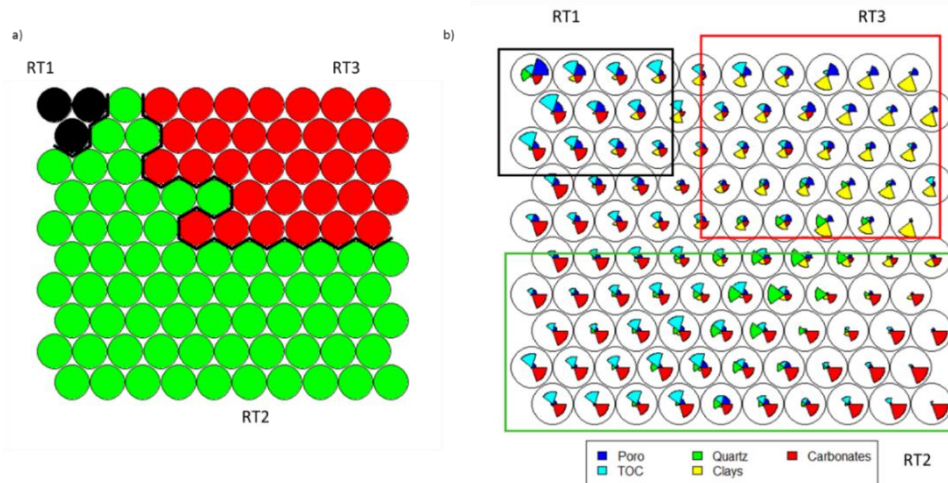 RT1
RT3
a)
b)
RT1
RT3
RT2
Poro
Quartz
Carbonates
TOC
Clays
RT2